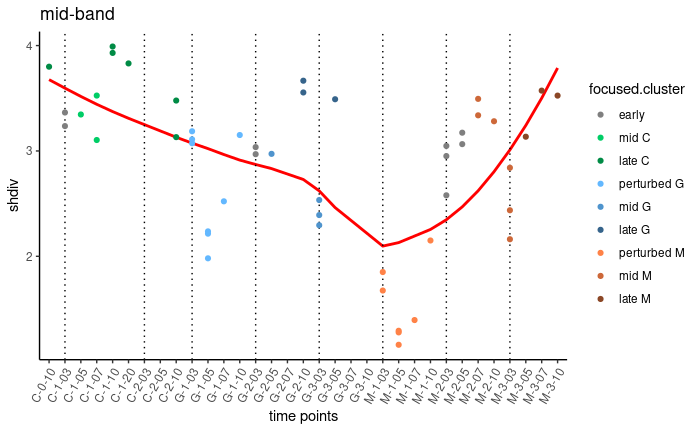 mid-band
shdiv
4
3
2
C-0-10
C-1-03
C-1-05
C-1-07
C-1-10
C-1-20
C-2-03
C-2-05
C-2-10
G-1-03
G-1-05
G-1-07
G-1-10
G-2-03
G-2-05
G-2-07
G-2-10
G-3-03
G-3-05
G-3-07
G-3-10
M-1-03
M-1-05
M-1-07
M-1-10
M-2-03
M-2-05
M-2-07
M-2-10
M-3-03
M-3-05
M-3-07
M-3-10
time points
focused.cluster
early
mid C
late C
perturbed G
mid G
late G
perturbed M
mid M
late M